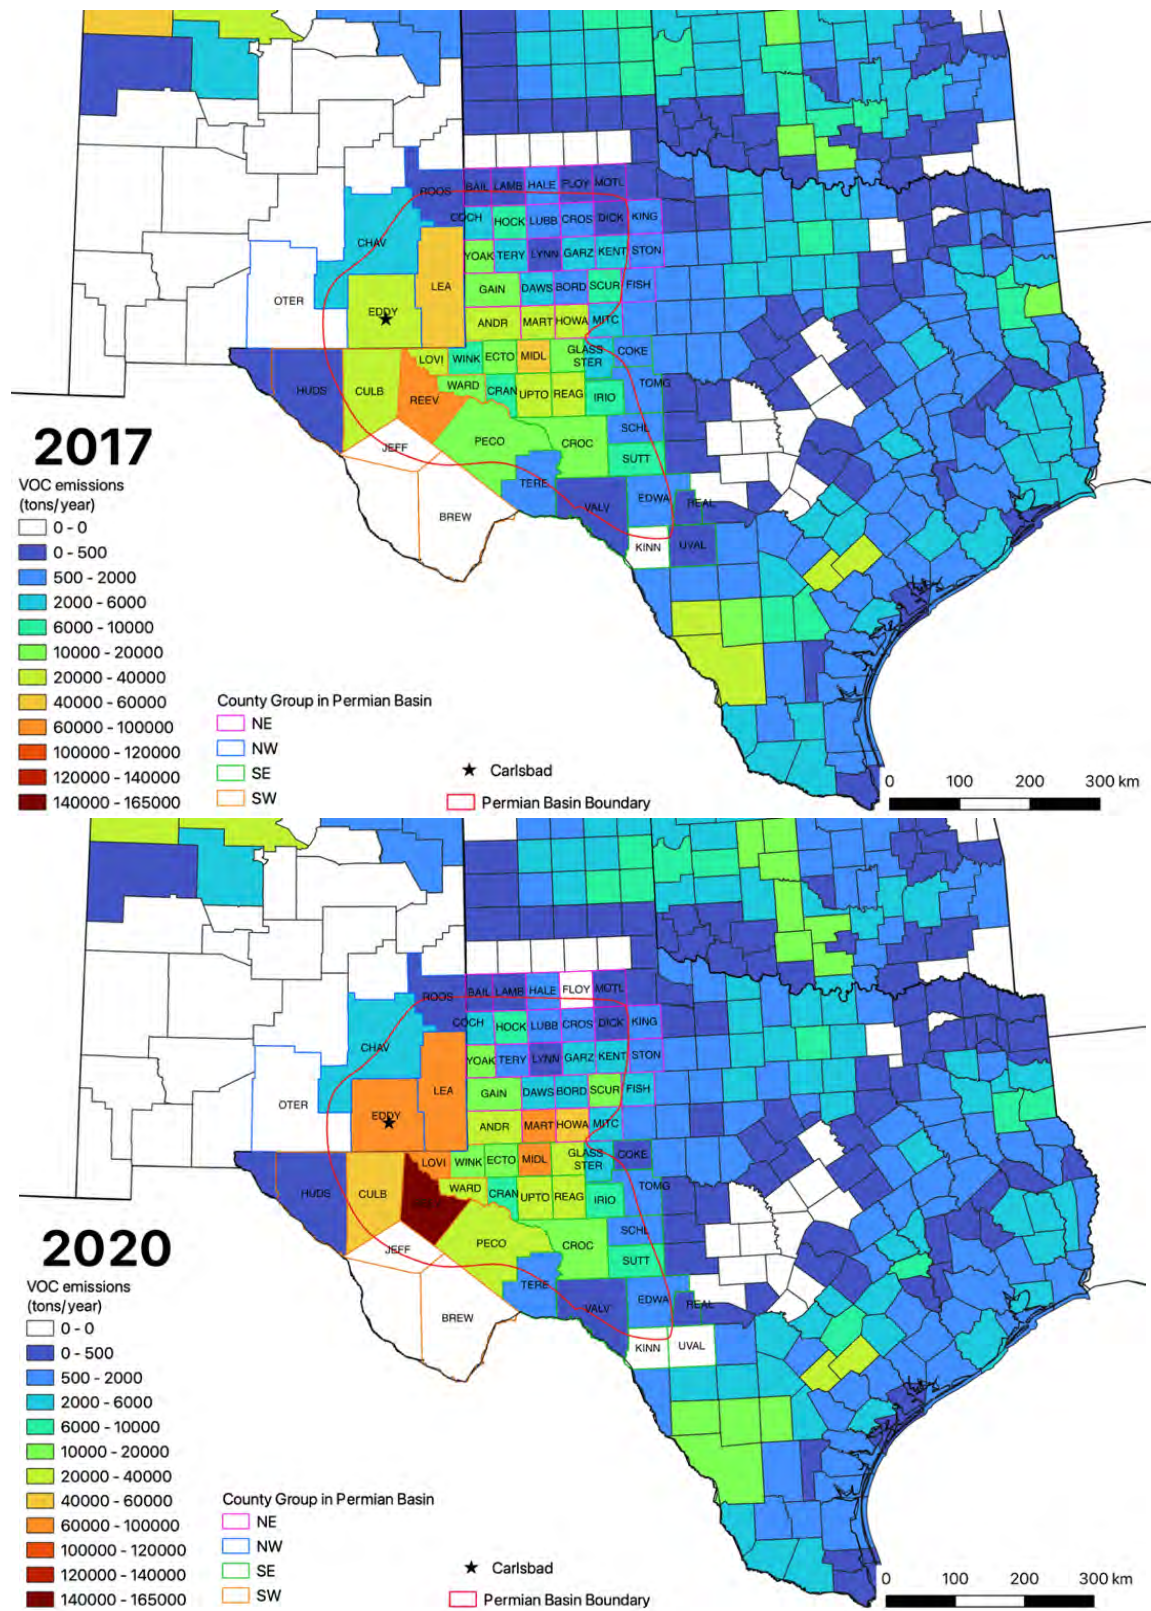 ROOS BAIL LAMB HALE FLOY MOTL
COCH HOCK LUBB CROS DICK KING
CHAV YOAK TERY LYNN GARZ KENT STON
OTER EDDY LEA GAIN DAWS BORD SCUR FISH
ANDR MART HOWA MITC
LOVI WINK ECTO MIDL GLASS COKE
STER
HUDS CULB REEV WARD CRAN UPTO REAG IRIO TOMG
JEFF PECO CROC SCHL
SUTT
TERE EDWA
BREW VALV REAL
KINN UVAL
2017
VOC emissions
(tons/year)
0 - 0
0 - 500
500 - 2000
2000 - 6000
6000 - 10000
10000 - 20000
20000 - 40000
40000 - 60000
60000 - 100000
100000 - 120000
120000 - 140000
140000 - 165000
County Group in Permian Basin
NE
NW
SE
SW
Carlsbad
Permian Basin Boundary
0 100 200 300 km
ROOS BAIL LAMB HALE FLOY MOTL
COCH HOCK LUBB CROS DICK KING
CHAV YOAK TERY LYNN GARZ KENT STON
OTER EDDY LEA GAIN DAWS BORD SCUR FISH
ANDR MART HOWA MITC
LOVI WINK ECTO MIDL GLASS COKE
STER
HUDS CULB WARD CRAN UPTO REAG IRIO TOMG
JEFF PECO CROC SCHL
SUTT
TERE EDWA
BREW VALV REAL
KINN UVAL
2020
VOC emissions
(tons/year)
0 - 0
0 - 500
500 - 2000
2000 - 6000
6000 - 10000
10000 - 20000
20000 - 40000
40000 - 60000
60000 - 100000
100000 - 120000
120000 - 140000
140000 - 165000
County Group in Permian Basin
NE
NW
SE
SW
Carlsbad
Permian Basin Boundary
0 100 200 300 km